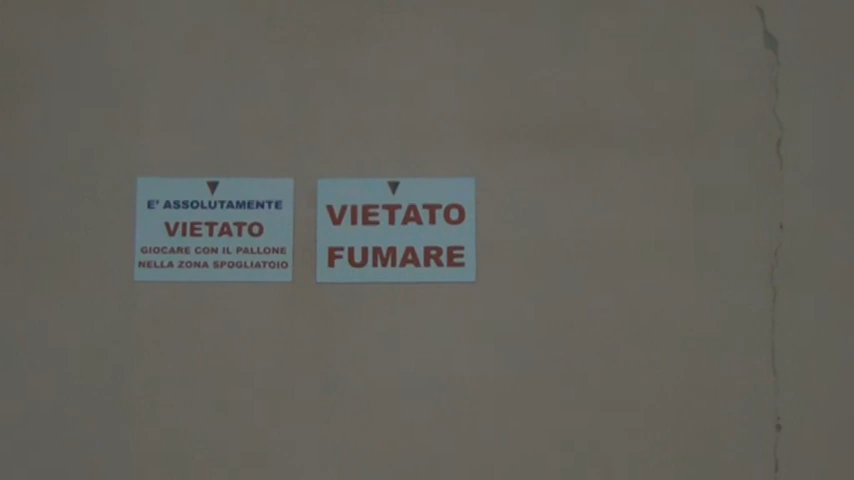 E' ASSOLUTAMENTE
VIETATO
GIOCARE CON IL PALLONE
NELLA ZONA SPOGLIATOIO
VIETATO
FUMARE